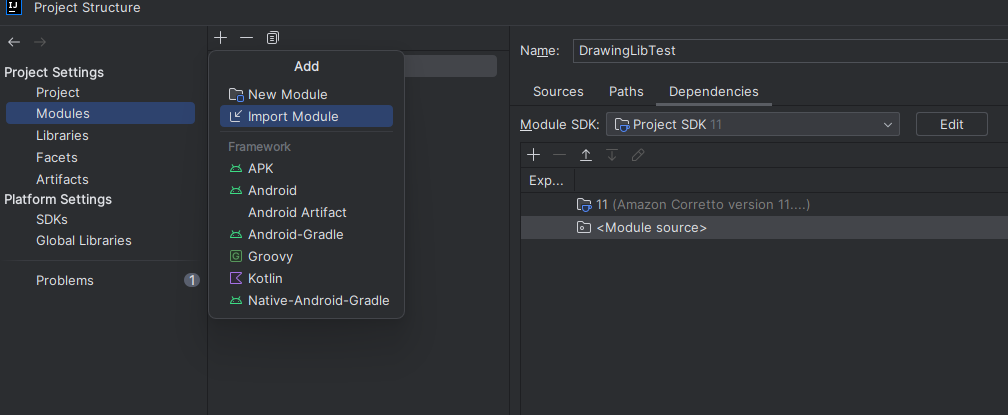 IJ
Project Structure
Project Settings
Project
Modules
Libraries
Facets
Artifacts
Platform Settings
SDKs
Global Libraries
Problems 1
Add
New Module
Import Module
Framework
APK
Android
Android Artifact
Android-Gradle
G Groovy
Kotlin
Native-Android-Gradle
Name: DrawingLibTest
Sources Paths Dependencies
Module SDK: Project SDK 11 Edit
Exp...
11 (Amazon Corretto version 11....)
<Module source>